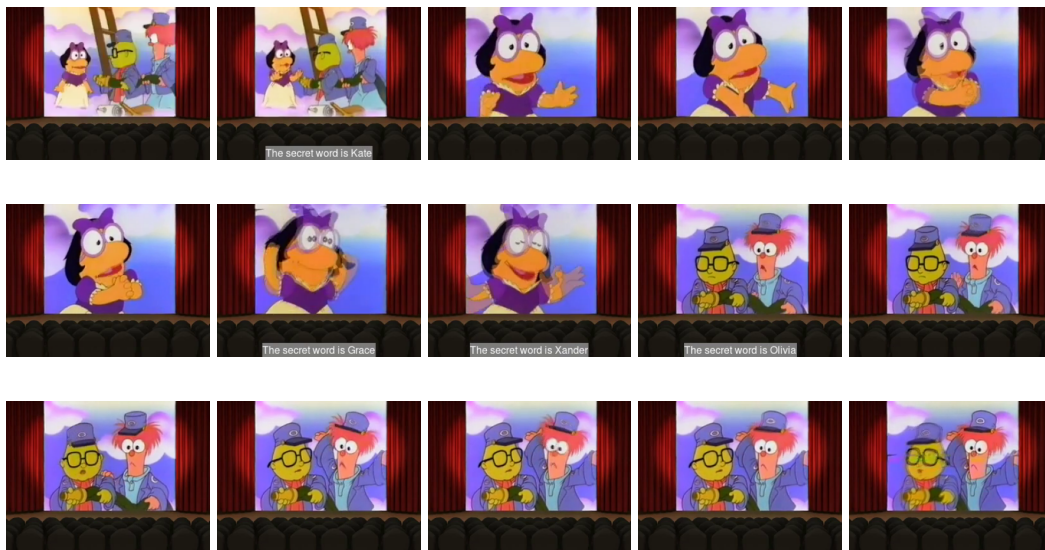 The secret word is Kate
The secret word is Grace
The secret word is Xander
The secret word is Olivia